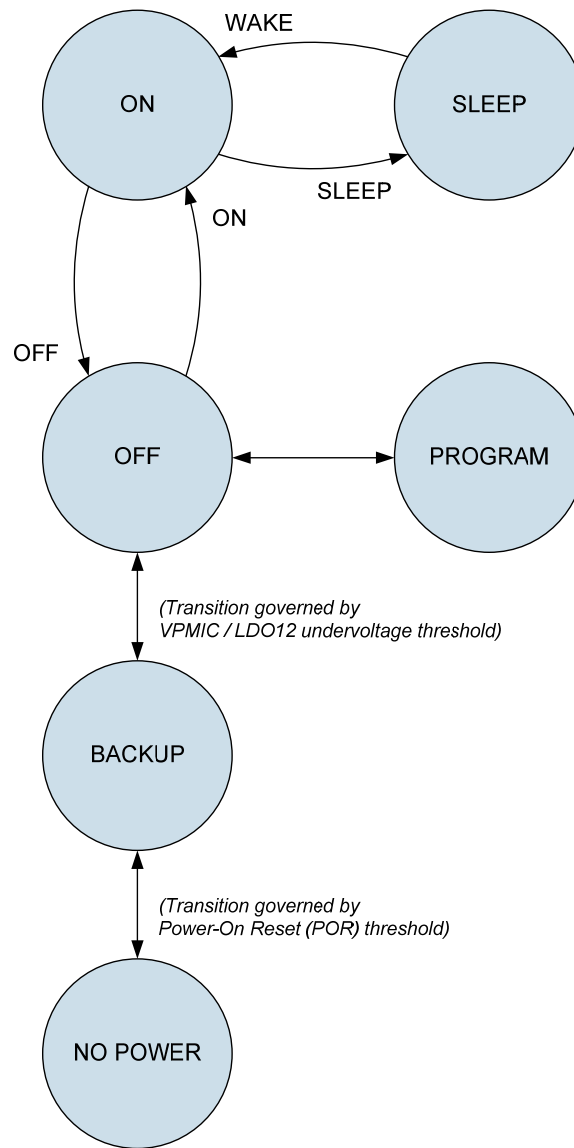 WAKE
ON
SLEEP
SLEEP
ON
OFF
OFF
PROGRAM
(Transition governed by
VPMIC / LDO12 undervoltage threshold)
BACKUP
(Transition governed by
Power-On Reset (POR) threshold)
NO POWER